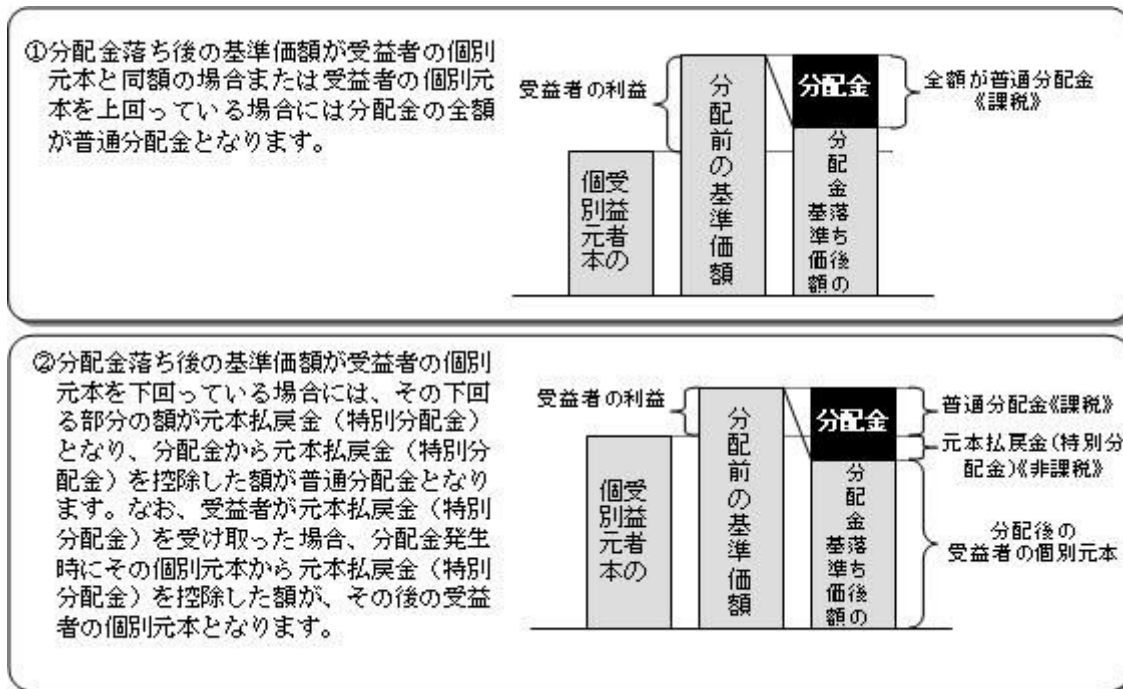 ①分配金落ち後の基準価額が受益者の個別
元本と同額の場合または受益者の個別元
本を上回っている場合には分配金の全額
が普通分配金となります。
受益者の利益
受益者の
個別元本
分配前の基準価額
分配金
分配金落ち後の
基準価額
全額が普通分配金
《課税》
②分配金落ち後の基準価額が受益者の個別
元本を下回っている場合には、その下回
る部分の額が元本払戻金（特別分配金）
となり、分配金から元本払戻金（特別分
配金）を控除した額が普通分配金となり
ます。なお、受益者が元本払戻金（特別
分配金）を受け取った場合、分配金発生
時にその個別元本から元本払戻金（特別
分配金）を控除した額が、その後の受益
者の個別元本となります。
受益者の利益
受益者の
個別元本
分配前の基準価額
分配金
分配金落ち後の
基準価額
普通分配金《課税》
元本払戻金（特別分
配金）《非課税》
分配後の
受益者の個別元本